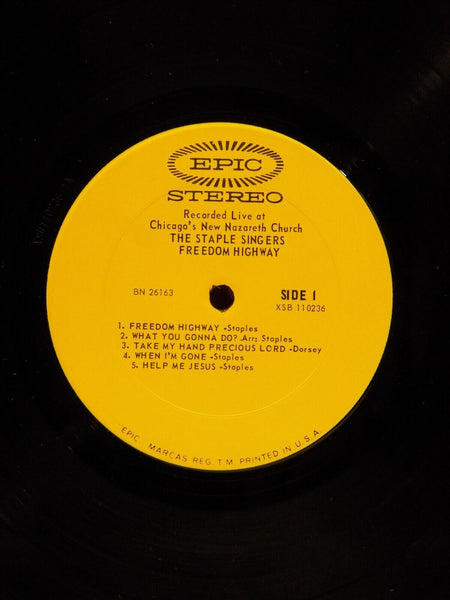 EPIC
STEREO
Recorded Live at
Chicago's New Nazareth Church
THE STAPLE SINGERS
FREEDOM HIGHWAY
BN 26163
SIDE 1
XSB 110236
1. FREEDOM HIGHWAY -Staples
2. WHAT YOU GONNA DO? -Arr: Staples
3. TAKE MY HAND PRECIOUS LORD -Dorsey
4. WHEN I'M GONE -Staples
5. HELP ME JESUS -Staples
EPIC. MARCAS REG. T.M. PRINTED IN U.S.A.